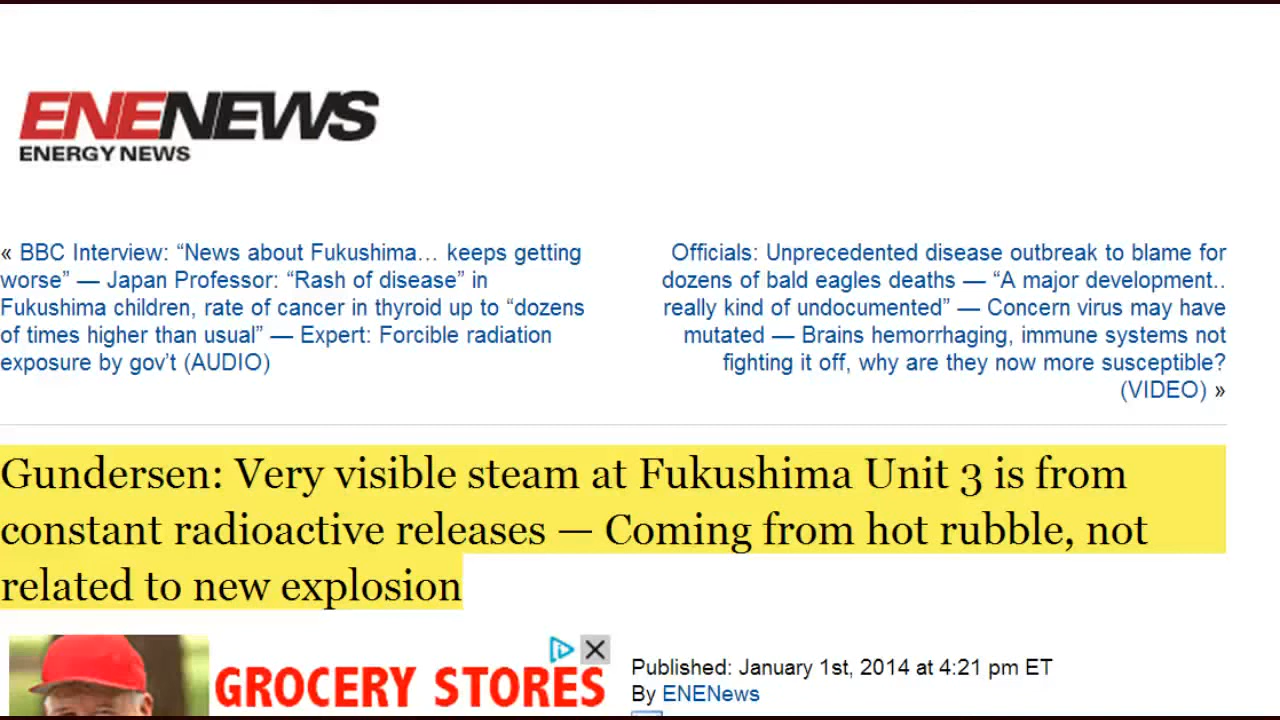 ENENEWS
ENERGY NEWS
« BBC Interview: “News about Fukushima… keeps getting
worse” — Japan Professor: “Rash of disease” in
Fukushima children, rate of cancer in thyroid up to “dozens
of times higher than usual” — Expert: Forcible radiation
exposure by gov’t (AUDIO)
Officials: Unprecedented disease outbreak to blame for
dozens of bald eagles deaths — “A major development..
really kind of undocumented” — Concern virus may have
mutated — Brains hemorrhaging, immune systems not
fighting it off, why are they now more susceptible?
(VIDEO) »
Gundersen: Very visible steam at Fukushima Unit 3 is from
constant radioactive releases — Coming from hot rubble, not
related to new explosion
GROCERY STORES
Published: January 1st, 2014 at 4:21 pm ET
By ENENews